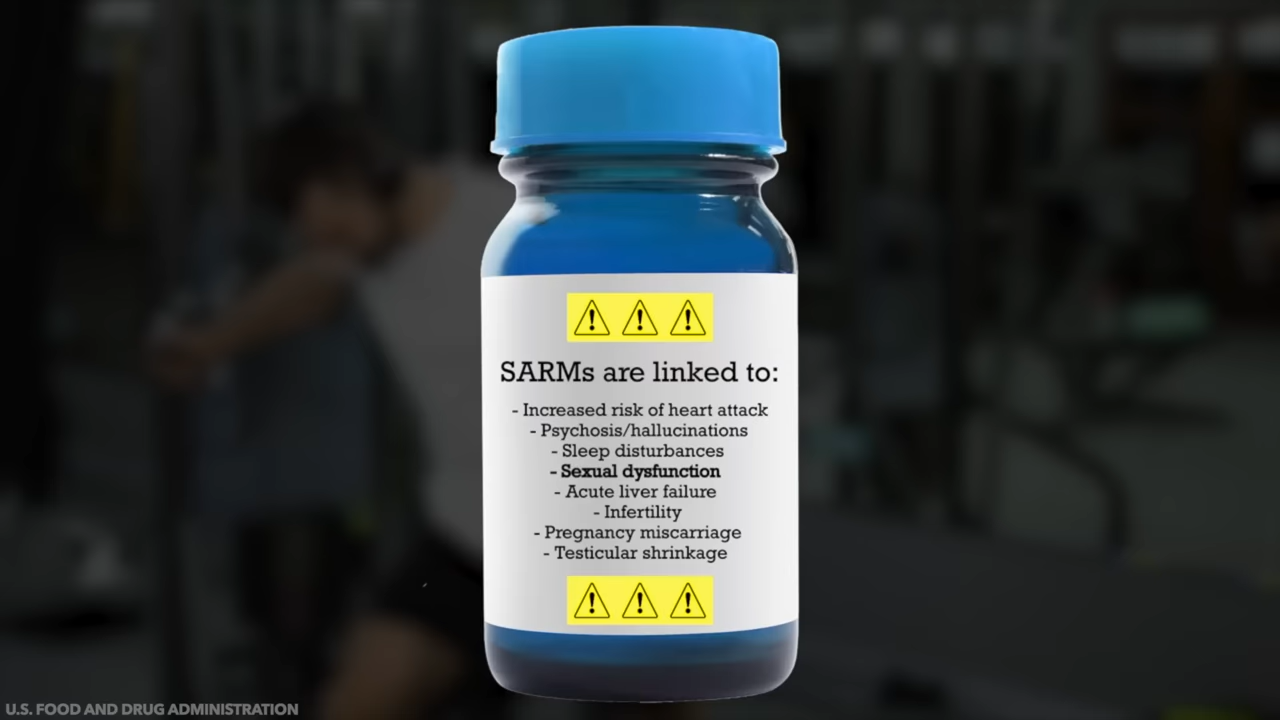 SARMs are linked to:
- Increased risk of heart attack
- Psychosis/hallucinations
- Sleep disturbances
- Sexual dysfunction
- Acute liver failure
- Infertility
- Pregnancy miscarriage
- Testicular shrinkage
U.S. FOOD AND DRUG ADMINISTRATION